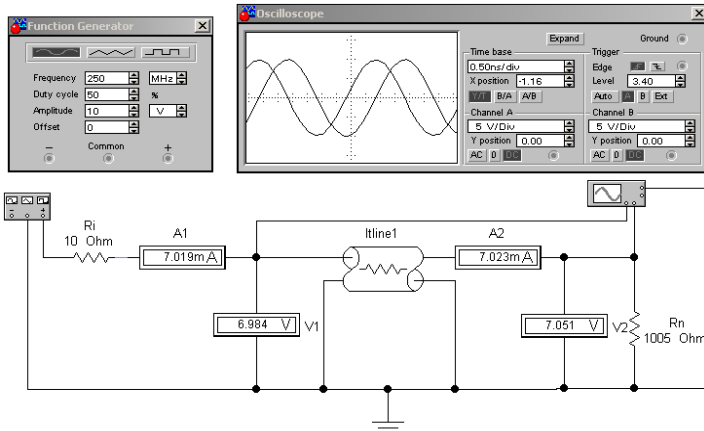 Function Generator
Frequency 250 MHz
Duty cycle 50 %
Amplitude 10 V
Offset 0
− Common +
Oscilloscope
Expand Ground
Time base
0.50ns/div
X position -1.16
Y/T B/A A/B
Trigger
Edge
Level 3.40
Auto A B Ext
Channel A
5 V/Div
Y position 0.00
AC 0 DC
Channel B
5 V/Div
Y position 0.00
AC 0 DC
Ri
10 Ohm
A1
7.019m A
ltline1
A2
7.023m A
6.984 V V1
7.051 V V2
Rn
1005 Ohm